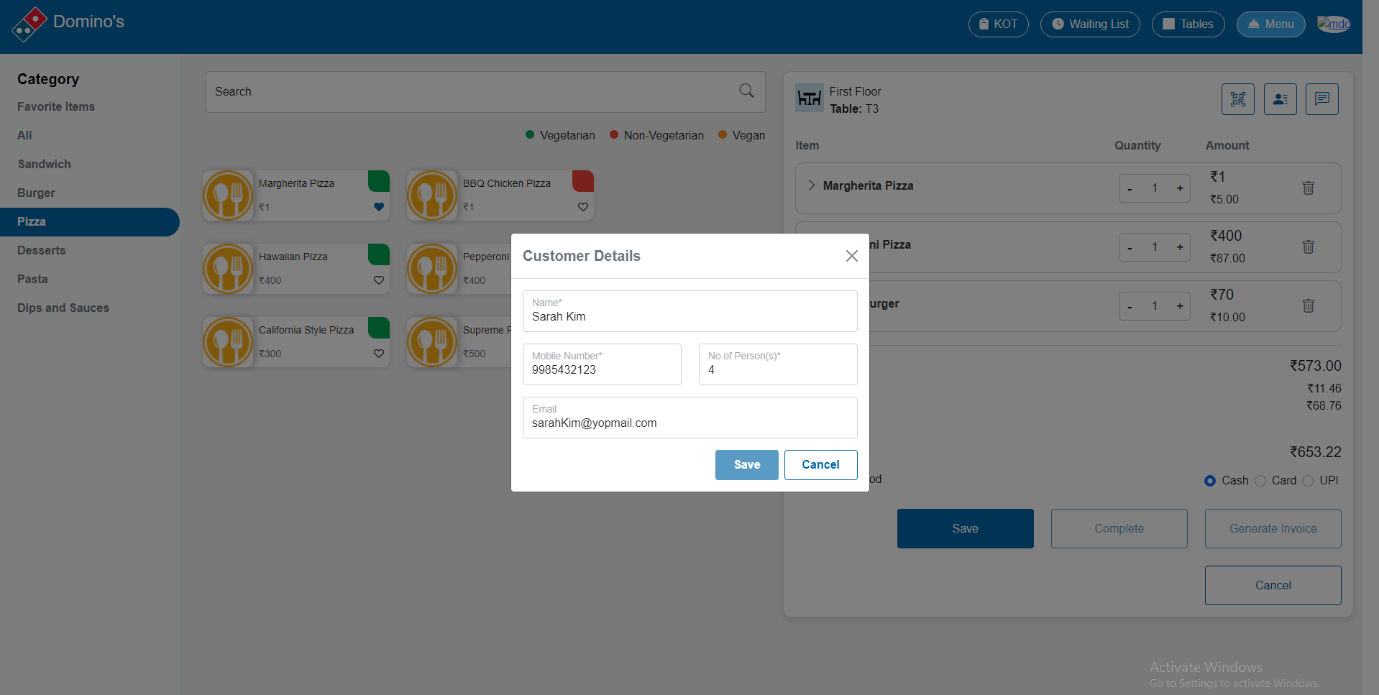 Domino's
KOT
Waiting List
Tables
Menu
mdo
Category
Favorite Items
All
Sandwich
Burger
Pizza
Desserts
Pasta
Dips and Sauces
Search
Vegetarian
Non-Vegetarian
Vegan
Margherita Pizza
₹1
BBQ Chicken Pizza
₹1
Hawaiian Pizza
₹400
Pepperoni
₹400
California Style Pizza
₹300
Supreme P
₹500
First Floor
Table: T3
Item Quantity Amount
Margherita Pizza - 1 + ₹1
₹5.00
ni Pizza - 1 + ₹400
₹87.00
urger - 1 + ₹70
₹10.00
₹573.00
₹11.46
₹68.76
₹653.22
od Cash Card UPI
Save Complete Generate Invoice
Cancel
Customer Details
Name*
Sarah Kim
Mobile Number*
9985432123
No.of Person(s)*
4
Email
sarahKim@yopmail.com
Save Cancel
Activate Windows
Go to Settings to activate Windows.